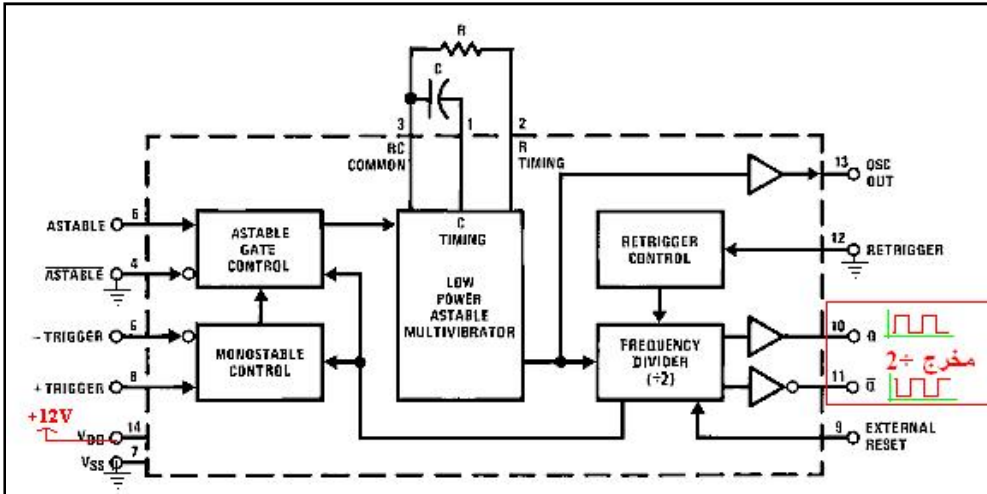 R
C
3
1
2
RC
COMMON
R
TIMING
13
OSC
OUT
ASTABLE
6
ASTABLE
GATE
CONTROL
C
TIMING
LOW
POWER
ASTABLE
MULTIVIBRATOR
RETRIGGER
CONTROL
12
RETRIGGER
ASTABLE
4
– TRIGGER
6
MONOSTABLE
CONTROL
FREQUENCY
DIVIDER
(÷2)
10
Q
مخرج ÷2
+ TRIGGER
8
11
Q
+12V
VDD
14
9
EXTERNAL
RESET
VSS
7